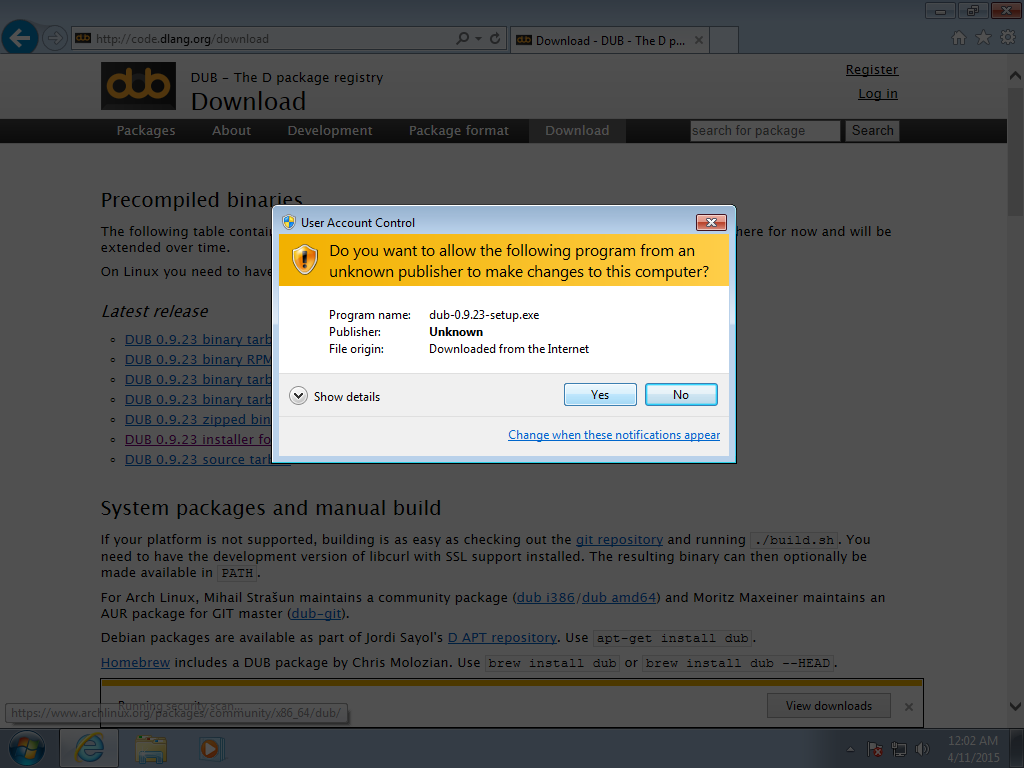 http://code.dlang.org/download
Download - DUB - The D p...
dub
DUB - The D package registry
Download
Register
Log in
Packages
About
Development
Package format
Download
search for package
Search
Precompiled binaries
The following table contai
here for now and will be
extended over time.
On Linux you need to have
Latest release
DUB 0.9.23 binary tarb
DUB 0.9.23 binary RPM
DUB 0.9.23 binary tarb
DUB 0.9.23 binary tarb
DUB 0.9.23 zipped bin
DUB 0.9.23 installer fo
DUB 0.9.23 source tarb
User Account Control
Do you want to allow the following program from an
unknown publisher to make changes to this computer?
Program name: dub-0.9.23-setup.exe
Publisher: Unknown
File origin: Downloaded from the Internet
Show details
Yes
No
Change when these notifications appear
System packages and manual build
If your platform is not supported, building is as easy as checking out the git repository and running ./build.sh. You
need to have the development version of libcurl with SSL support installed. The resulting binary can then optionally be
made available in PATH.
For Arch Linux, Mihail Strašun maintains a community package (dub i386/dub amd64) and Moritz Maxeiner maintains an
AUR package for GIT master (dub-git).
Debian packages are available as part of Jordi Sayol's D APT repository. Use apt-get install dub.
Homebrew includes a DUB package by Chris Molozian. Use brew install dub or brew install dub --HEAD.
Running security scan...
View downloads
https://www.archlinux.org/packages/community/x86_64/dub/
12:02 AM
4/11/2015